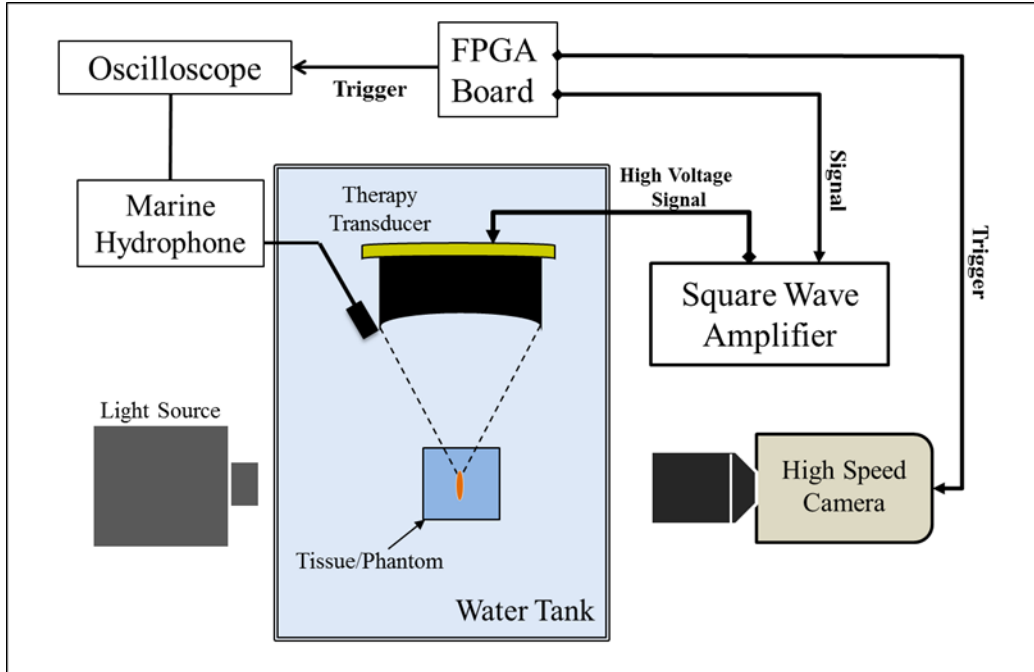 FPGA
Board
Oscilloscope
Trigger
Therapy
Transducer
High Voltage
Signal
Signal
Trigger
Marine
Hydrophone
Square Wave
Amplifier
Light Source
High Speed
Camera
Tissue/Phantom
Water Tank